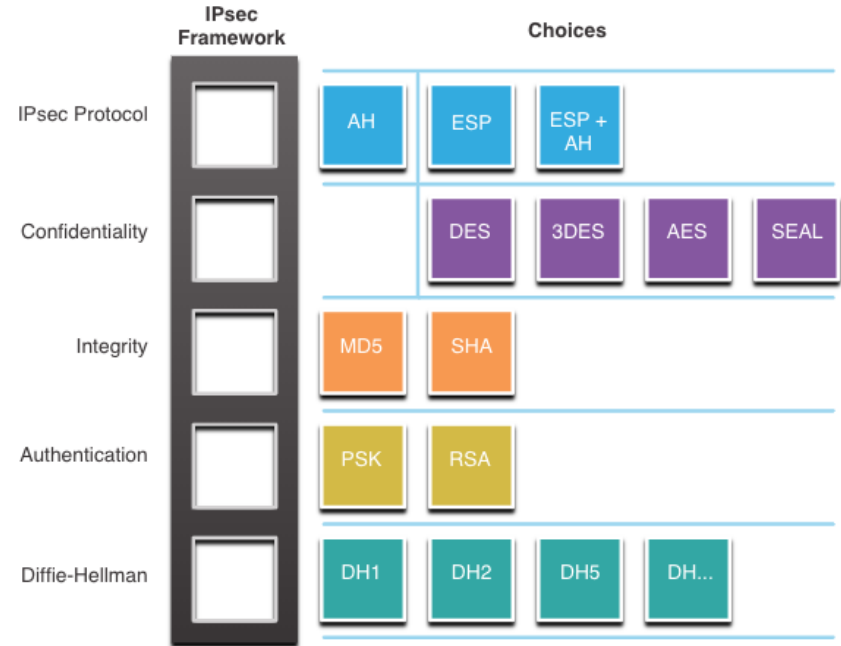 IPsec
Framework
Choices
IPsec Protocol
AH
ESP
ESP +
AH
Confidentiality
DES
3DES
AES
SEAL
Integrity
MD5
SHA
Authentication
PSK
RSA
Diffie-Hellman
DH1
DH2
DH5
DH...